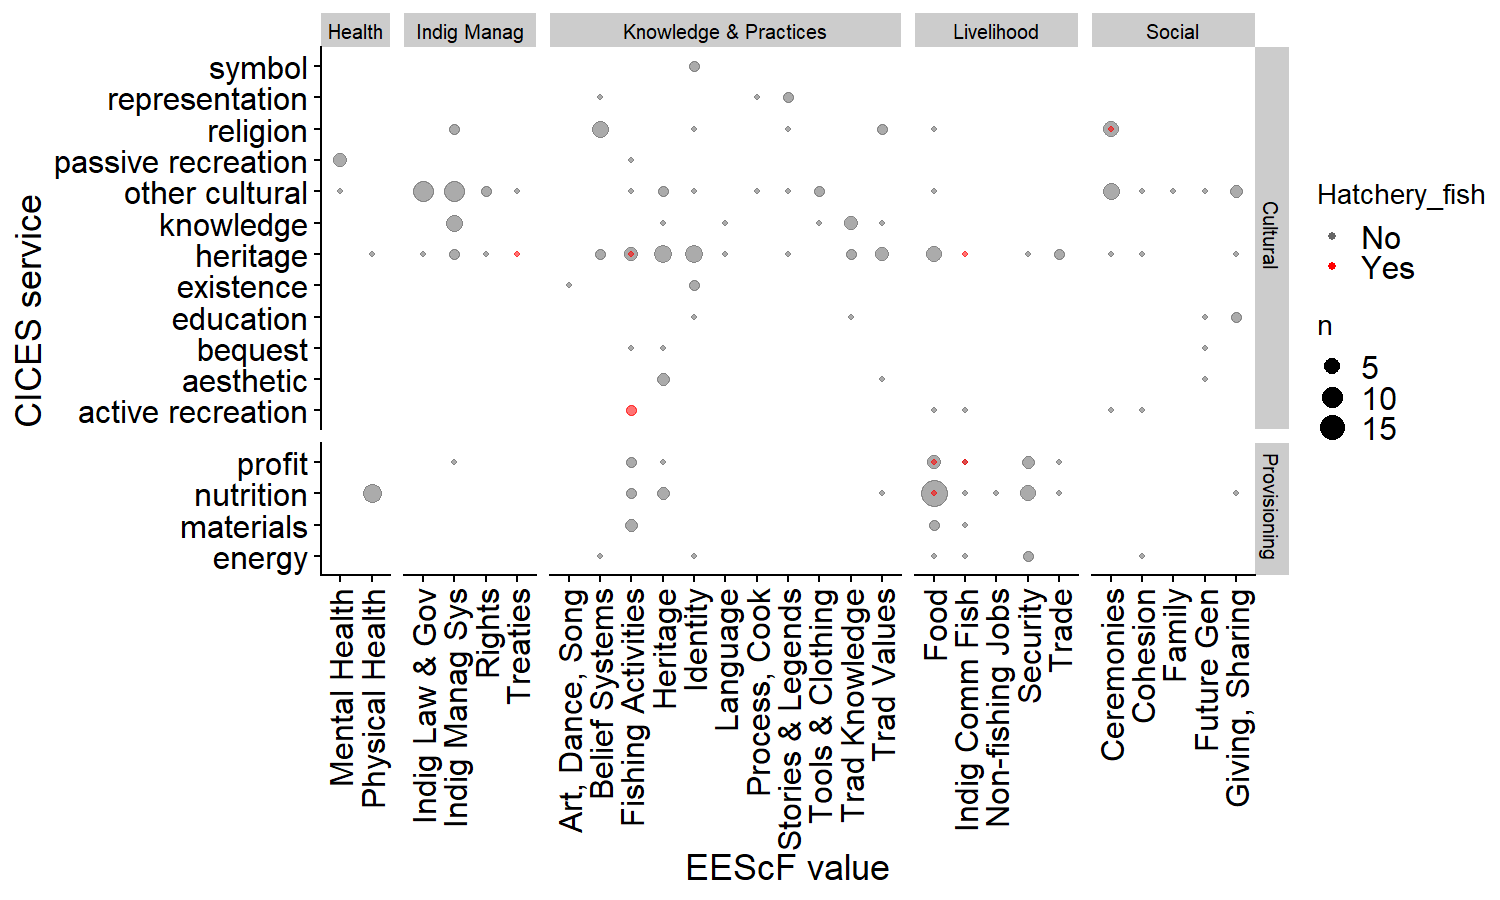 Health
Indig Manag
Knowledge & Practices
Livelihood
Social
symbol
representation
religion
passive recreation
other cultural
knowledge
heritage
existence
education
bequest
aesthetic
active recreation
profit
nutrition
materials
energy
CICES service
Cultural
Provisioning
Mental Health
Physical Health
Indig Law & Gov
Indig Manag Sys
Rights
Treaties
Art, Dance, Song
Belief Systems
Fishing Activities
Heritage
Identity
Language
Process, Cook
Stories & Legends
Tools & Clothing
Trad Knowledge
Trad Values
Food
Indig Comm Fish
Non-fishing Jobs
Security
Trade
Ceremonies
Cohesion
Family
Future Gen
Giving, Sharing
EEScF value
Hatchery_fish
No
Yes
n
5
10
15